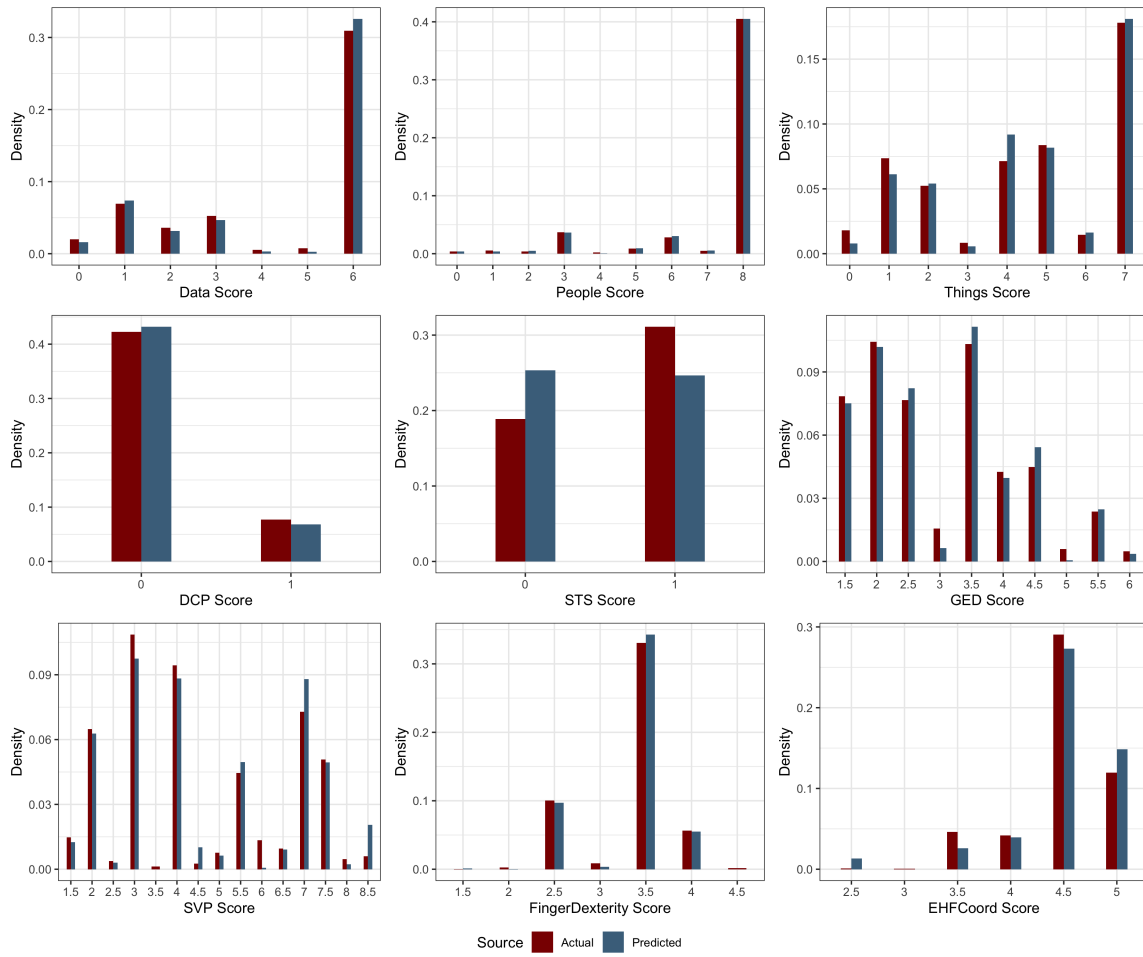 Density
0.3
0.2
0.1
0.0
0 1 2 3 4 5 6
Data Score
Density
0.4
0.3
0.2
0.1
0.0
0 1 2 3 4 5 6 7 8
People Score
Density
0.15
0.10
0.05
0.00
0 1 2 3 4 5 6 7
Things Score
Density
0.4
0.3
0.2
0.1
0.0
0 1
DCP Score
Density
0.3
0.2
0.1
0.0
0 1
STS Score
Density
0.09
0.06
0.03
0.00
1.5 2 2.5 3 3.5 4 4.5 5 5.5 6
GED Score
Density
0.09
0.06
0.03
0.00
1.5 2 2.5 3 3.5 4 4.5 5 5.5 6 6.5 7 7.5 8 8.5
SVP Score
Density
0.3
0.2
0.1
0.0
1.5 2 2.5 3 3.5 4 4.5
FingerDexterity Score
Density
0.3
0.2
0.1
0.0
2.5 3 3.5 4 4.5 5
EHFCoord Score
Source Actual Predicted